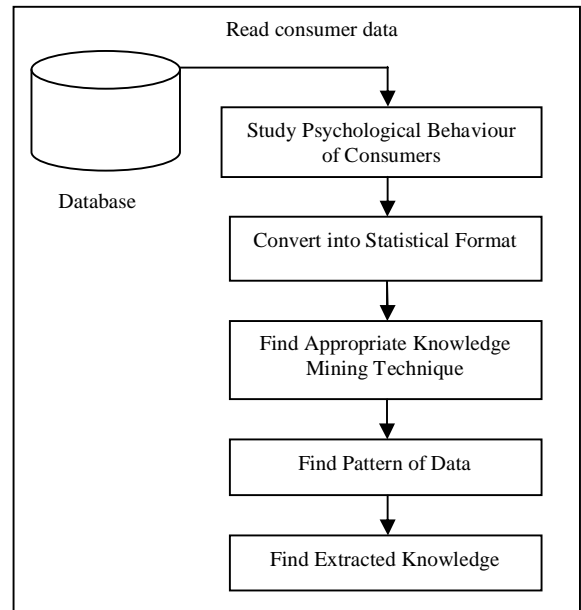 Read consumer data
Study Psychological Behaviour
of Consumers
Database
Convert into Statistical Format
Find Appropriate Knowledge
Mining Technique
Find Pattern of Data
Find Extracted Knowledge